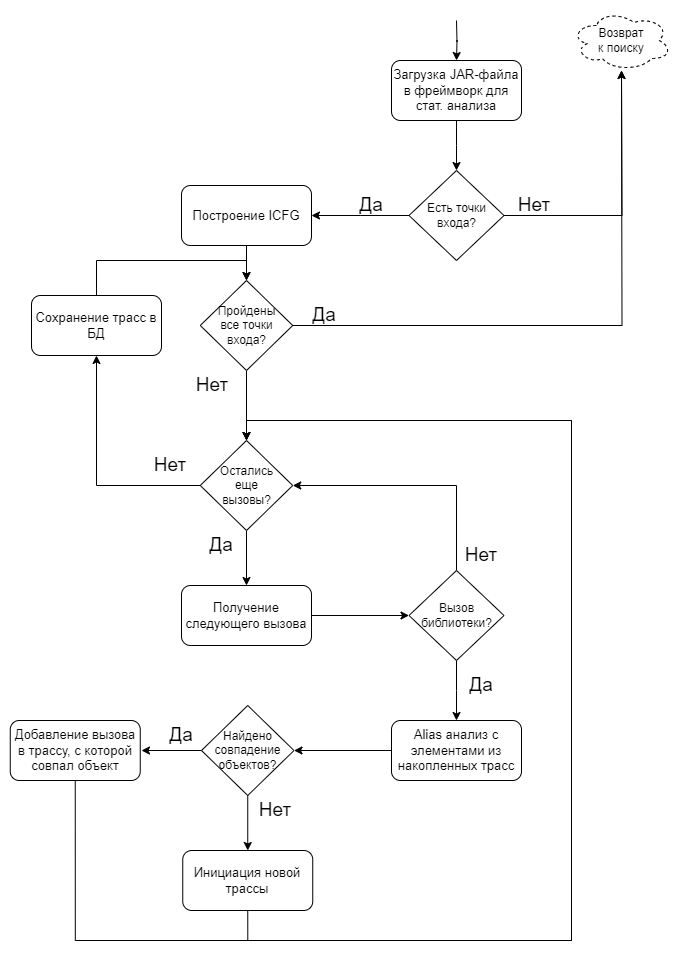 Возврат
к поиску
Загрузка JAR-файла
в фреймворк для
стат. анализа
Есть точки
входа?
Да
Нет
Построение ICFG
Пройдены
все точки
входа?
Да
Нет
Сохранение трасс в
БД
Остались
еще
вызовы?
Нет
Да
Получение
следующего вызова
Вызов
библиотеки?
Нет
Да
Alias анализ с
элементами из
накопленных трасс
Найдено
совпадение
объектов?
Да
Нет
Добавление вызова
в трассу, с которой
совпал объект
Инициация новой
трассы